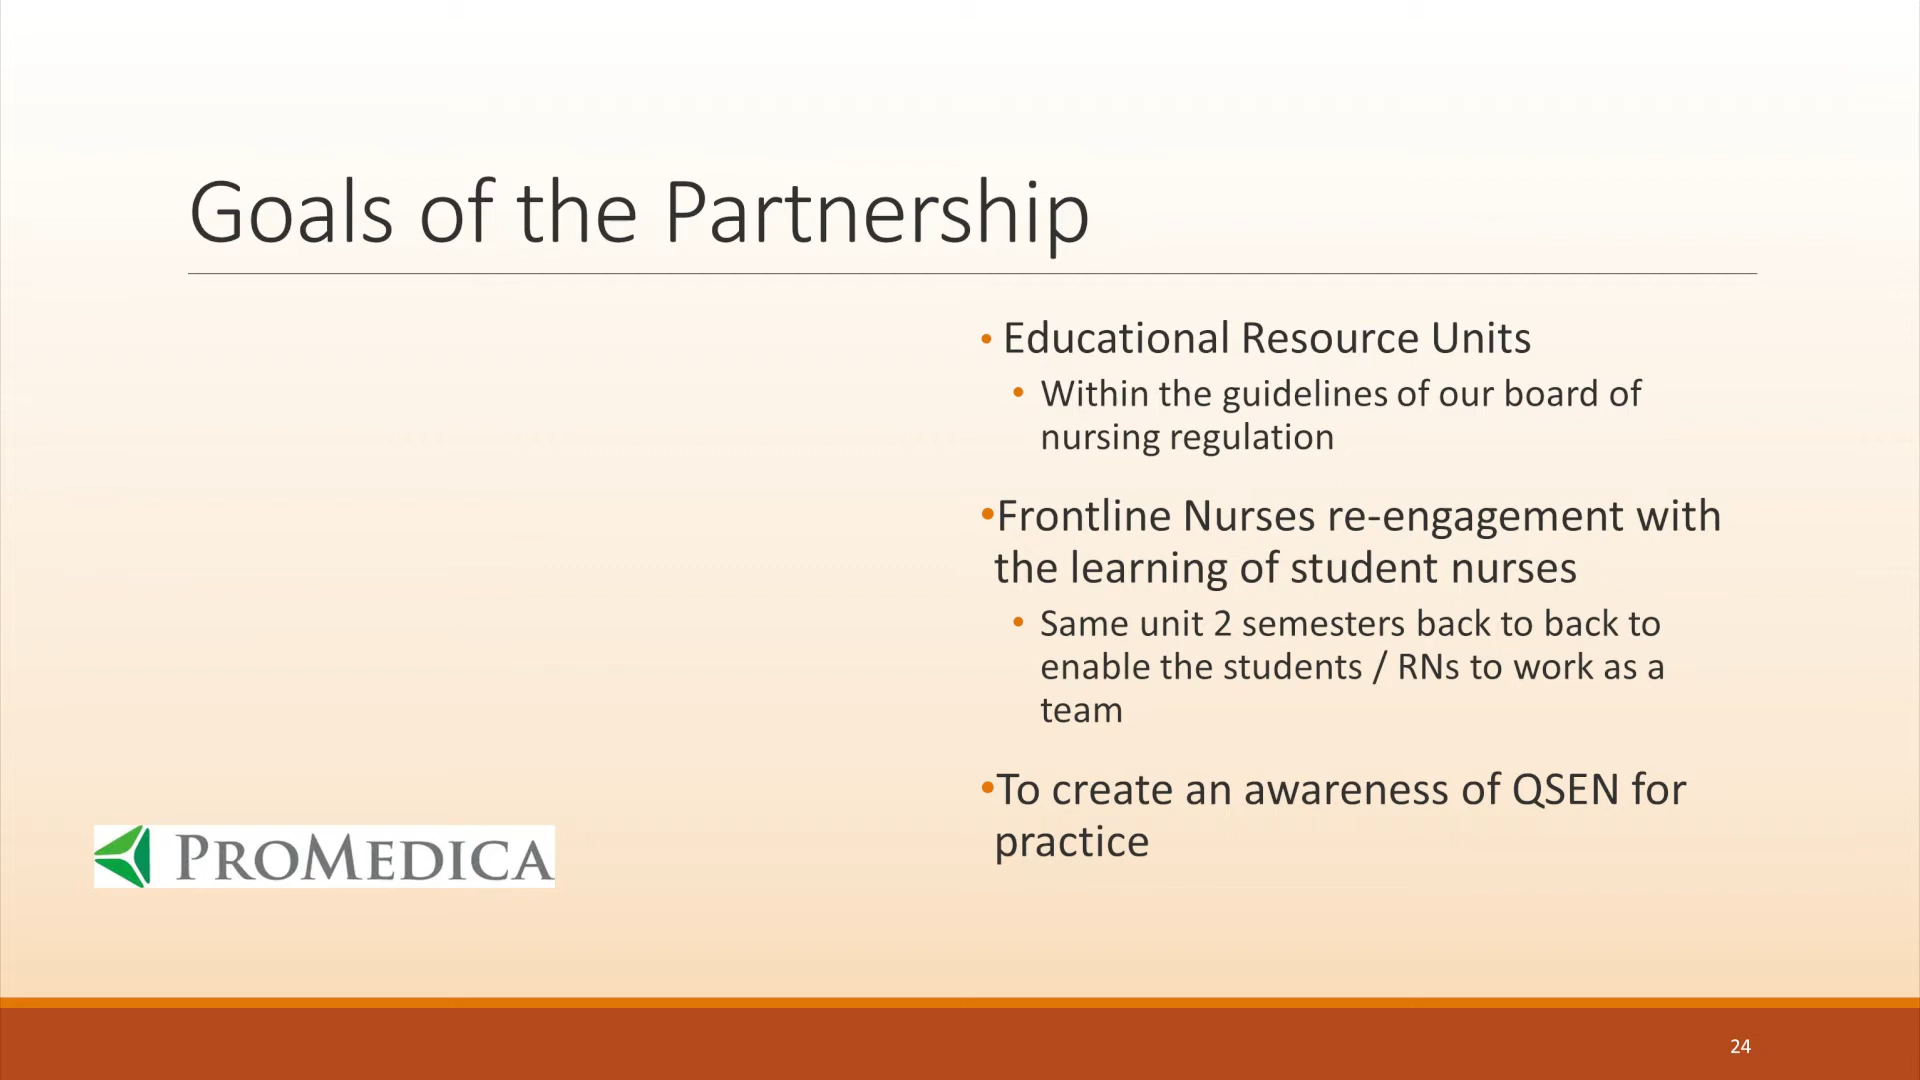 Goals of the Partnership
• Educational Resource Units
• Within the guidelines of our board of
nursing regulation
•Frontline Nurses re-engagement with
the learning of student nurses
• Same unit 2 semesters back to back to
enable the students / RNs to work as a
team
•To create an awareness of QSEN for
practice
PROMEDICA
24